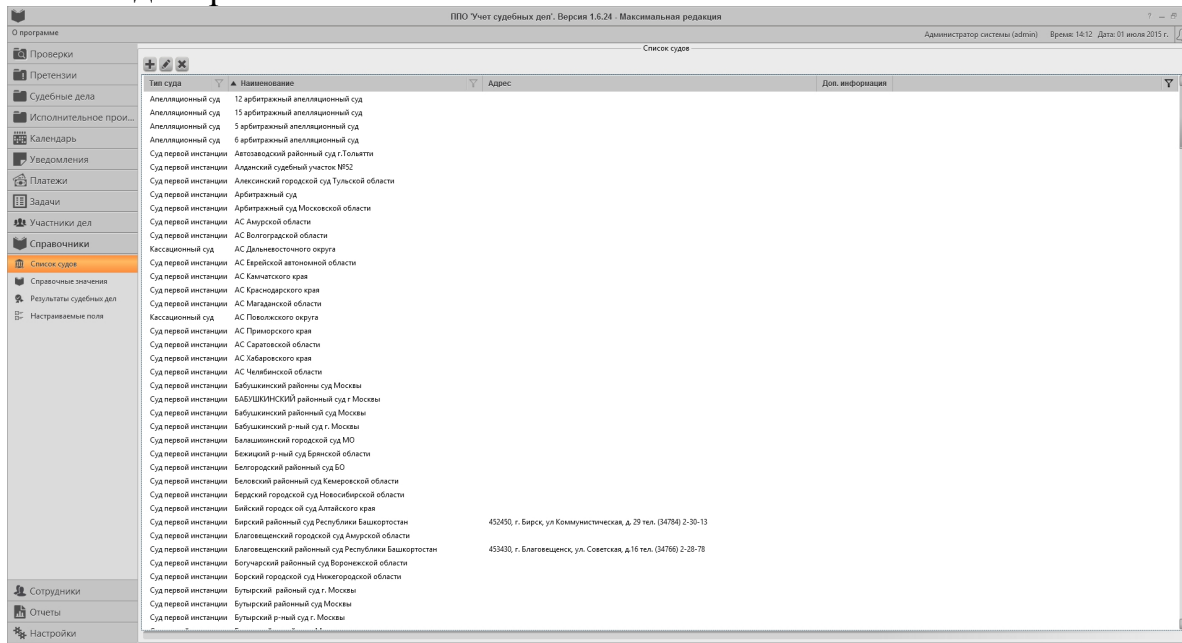 ППО 'Учет судебных дел'. Версия 1.6.24 - Максимальная редакция
О программе Администратор системы (admin) Время: 14:12 Дата: 01 июля 2015 г.
Проверки
Претензии
Судебные дела
Исполнительное прои...
Календарь
Уведомления
Платежи
Задачи
Участники дел
Справочники
Список судов
Справочные значения
Результаты судебных дел
Настраиваемые поля
Сотрудники
Отчеты
Настройки
Список судов
Тип суда Наименование Адрес Доп. информация
Апелляционный суд 12 арбитражный апелляционный суд
Апелляционный суд 15 арбитражный апелляционный суд
Апелляционный суд 5 арбитражный апелляционный суд
Апелляционный суд 6 арбитражный апелляционный суд
Суд первой инстанции Автозаводский районный суд г.Тольятти
Суд первой инстанции Алданский судебный участок №52
Суд первой инстанции Алексинский городской суд Тульской области
Суд первой инстанции Арбитражный суд
Суд первой инстанции Арбитражный суд Московской области
Суд первой инстанции АС Амурской области
Суд первой инстанции АС Волгоградской области
Кассационный суд АС Дальневосточного округа
Суд первой инстанции АС Еврейской автономной области
Суд первой инстанции АС Камчатского края
Суд первой инстанции АС Краснодарского края
Суд первой инстанции АС Магаданской области
Кассационный суд АС Поволжского округа
Суд первой инстанции АС Приморского края
Суд первой инстанции АС Саратовской области
Суд первой инстанции АС Хабаровского края
Суд первой инстанции АС Челябинской области
Суд первой инстанции Бабушкинский районны суд Москвы
Суд первой инстанции БАБУШКИНСКИЙ районный суд г Москвы
Суд первой инстанции Бабушкинский районный суд Москвы
Суд первой инстанции Бабушкинский р-ный суд г. Москвы
Суд первой инстанции Балашихинский городской суд МО
Суд первой инстанции Бежицкий р-ный суд Брянской области
Суд первой инстанции Белгородский районный суд БО
Суд первой инстанции Беловский районный суд Кемеровской области
Суд первой инстанции Бердский городской суд Новосибирской области
Суд первой инстанции Бийский городск ой суд Алтайского края
Суд первой инстанции Бирский районный суд Республики Башкортостан 452450, г. Бирск, ул Коммунистическая, д. 29 тел. (34784) 2-30-13
Суд первой инстанции Благовещенский городской суд Амурской области
Суд первой инстанции Благовещенский районный суд Республики Башкортостан 453430, г. Благовещенск, ул. Советская, д.16 тел. (34766) 2-28-78
Суд первой инстанции Богучарский районный суд Воронежской области
Суд первой инстанции Борский городской суд Нижегородской области
Суд первой инстанции Бутырский районый суд г. Москвы
Суд первой инстанции Бутырский районный суд Москвы
Суд первой инстанции Бутырский р-ный суд г. Москвы